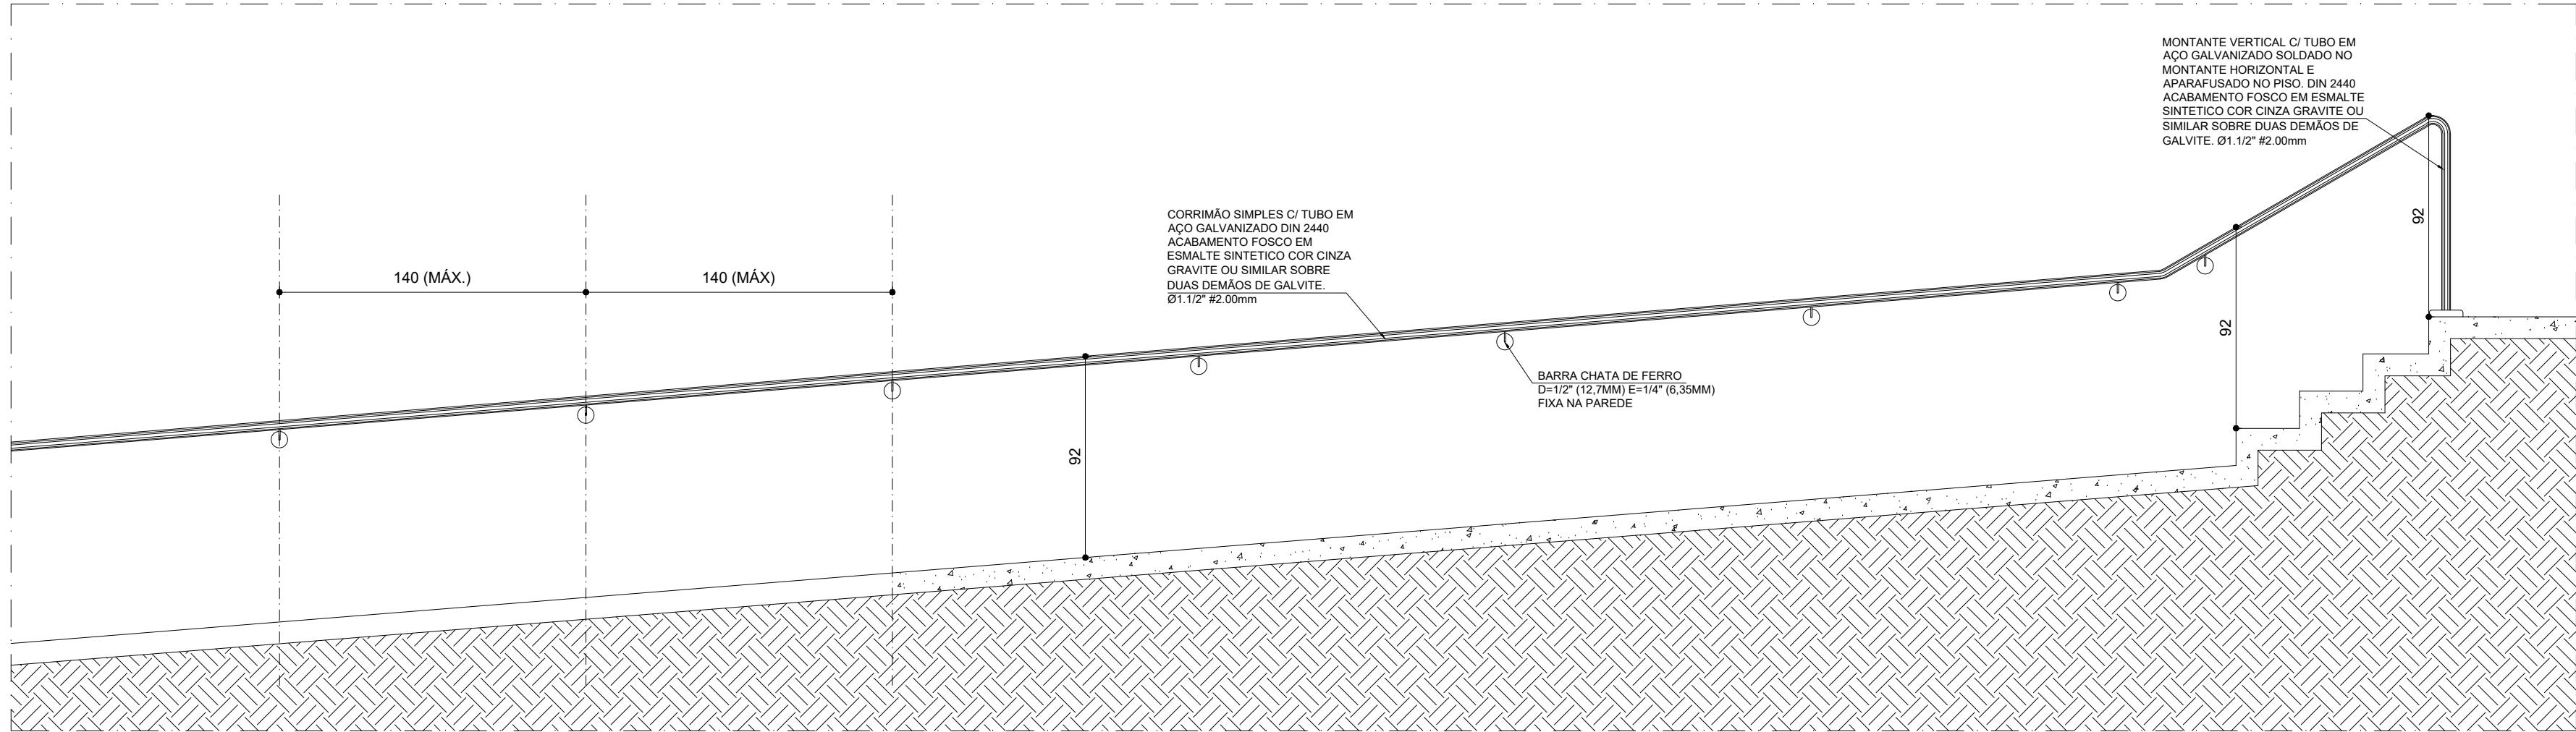 MONTANTE VERTICAL C/ TUBO EM
AÇO GALVANIZADO SOLDADO NO
MONTANTE HORIZONTAL E
APARAFUSADO NO PISO. DIN 2440
ACABAMENTO FOSCO EM ESMALTE
SINTETICO COR CINZA GRAVITE OU
SIMILAR SOBRE DUAS DEMÃOS DE
GALVITE. Ø1.1/2" #2.00mm
92
CORRIMÃO SIMPLES C/ TUBO EM
AÇO GALVANIZADO DIN 2440
ACABAMENTO FOSCO EM
ESMALTE SINTETICO COR CINZA
GRAVITE OU SIMILAR SOBRE
DUAS DEMÃOS DE GALVITE.
Ø1.1/2" #2.00mm
140 (MÁX.)
140 (MÁX)
92
BARRA CHATA DE FERRO
D=1/2" (12,7MM) E=1/4" (6,35MM)
FIXA NA PAREDE
92